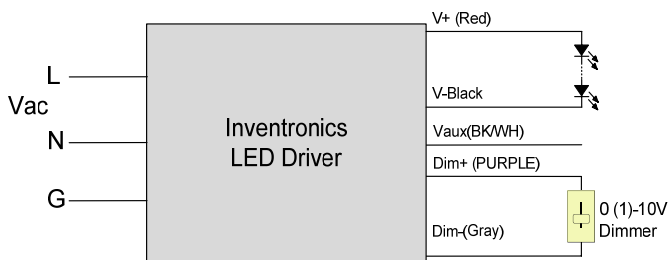 V+ (Red)
L
Vac
V-Black
Inventronics
LED Driver
Vaux(BK/WH)
N
Dim+ (PURPLE)
G
0 (1)-10V
Dimmer
Dim-(Gray)